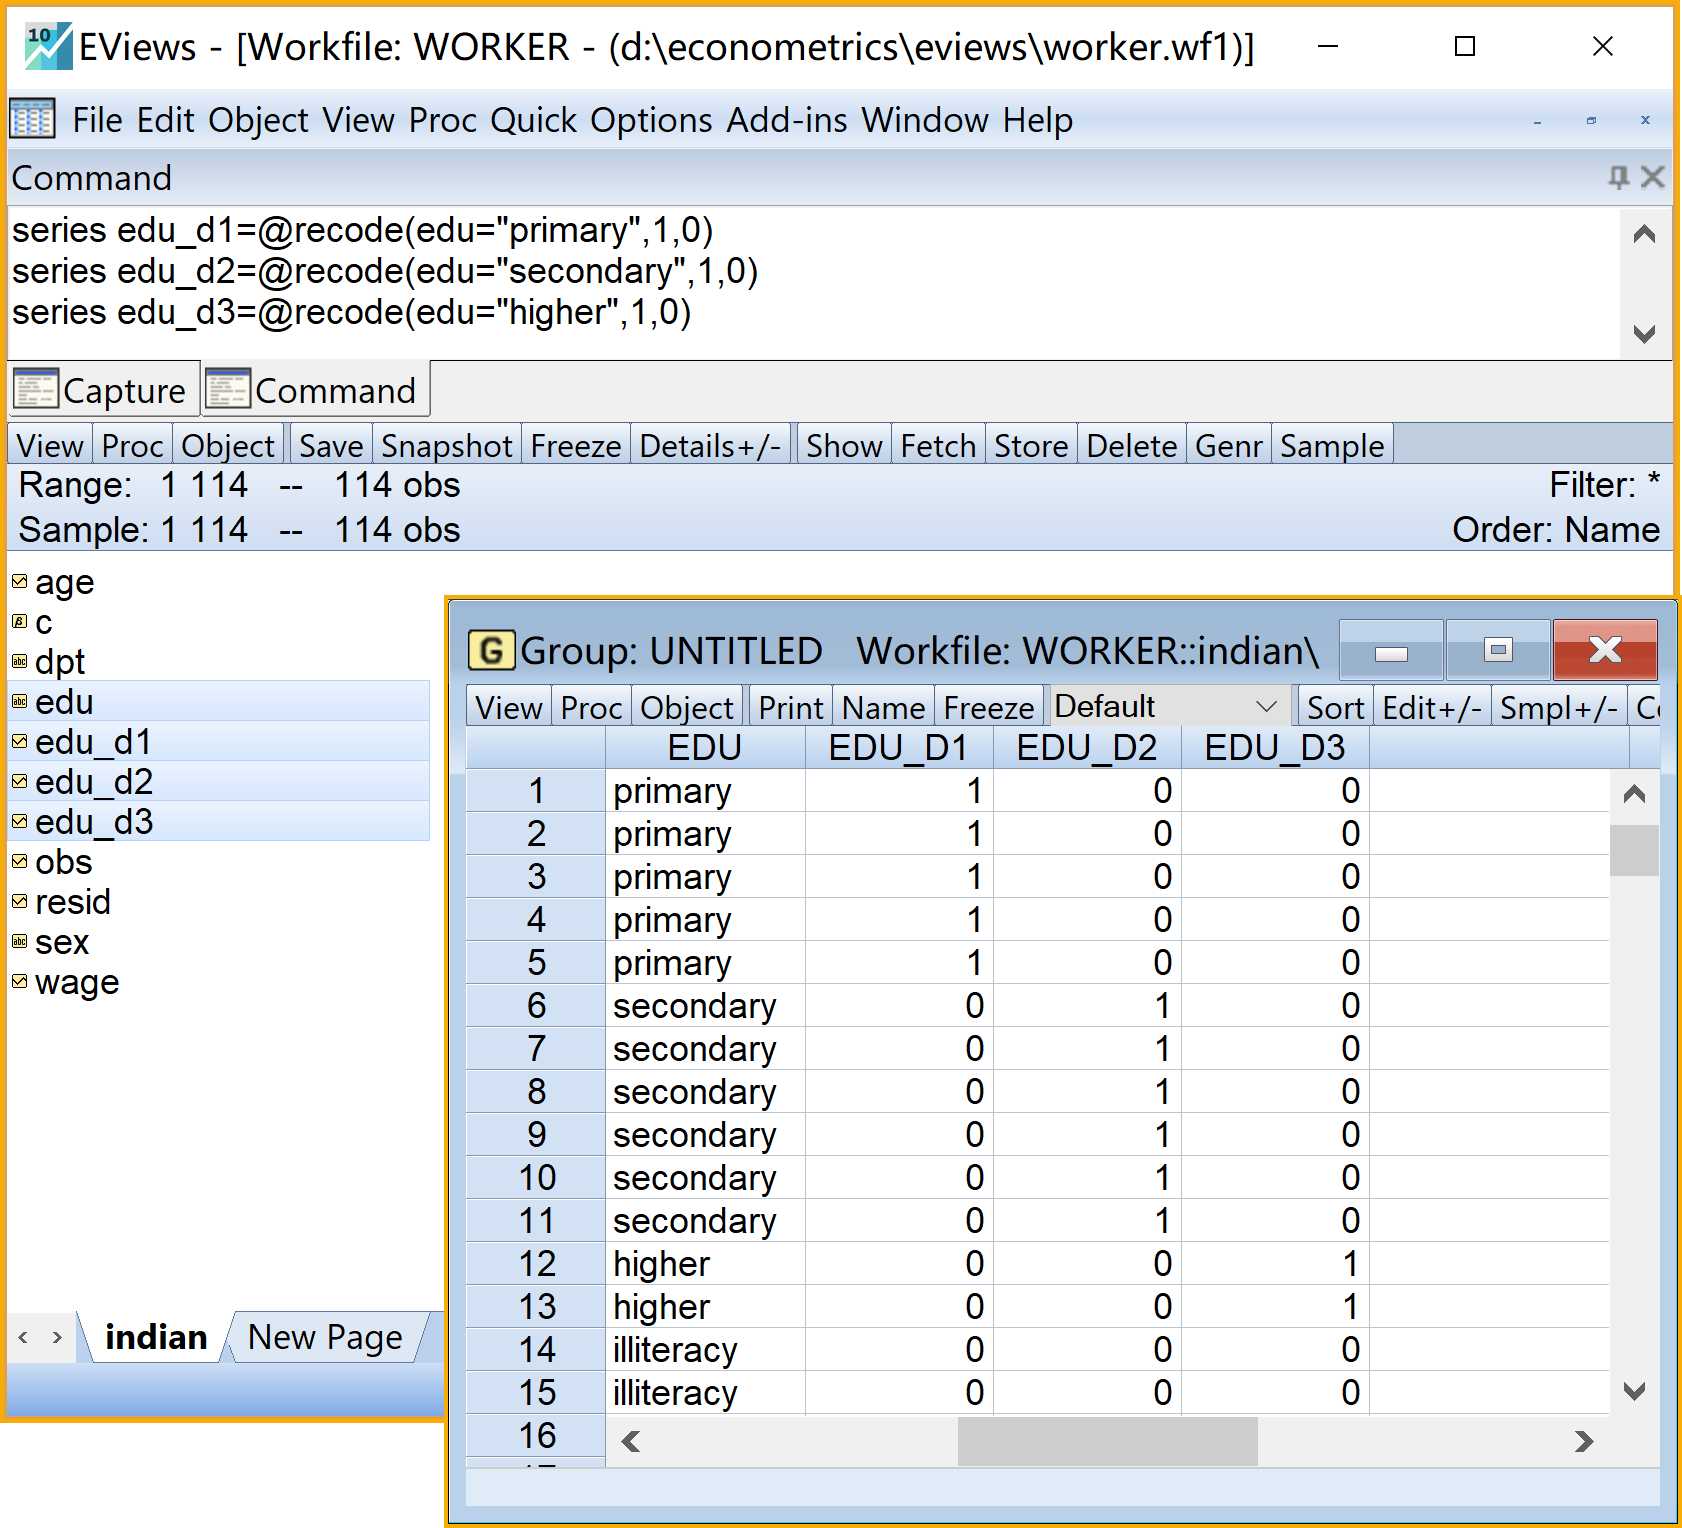 10 EViews - [Workfile: WORKER - (d:\econometrics\eviews\worker.wf1)]
File Edit Object View Proc Quick Options Add-ins Window Help
Command
series edu_d1=@recode(edu="primary",1,0)
series edu_d2=@recode(edu="secondary",1,0)
series edu_d3=@recode(edu="higher",1,0)
Capture Command
View Proc Object Save Snapshot Freeze Details+/- Show Fetch Store Delete Genr Sample
Range: 1 114 -- 114 obs Filter: *
Sample: 1 114 -- 114 obs Order: Name
age
β c
abc dpt
abc edu
edu_d1
edu_d2
edu_d3
obs
resid
abc sex
wage
indian New Page
G Group: UNTITLED Workfile: WORKER::indian\
View Proc Object Print Name Freeze Default Sort Edit+/- Smpl+/-
EDU EDU_D1 EDU_D2 EDU_D3
1 primary 1 0 0
2 primary 1 0 0
3 primary 1 0 0
4 primary 1 0 0
5 primary 1 0 0
6 secondary 0 1 0
7 secondary 0 1 0
8 secondary 0 1 0
9 secondary 0 1 0
10 secondary 0 1 0
11 secondary 0 1 0
12 higher 0 0 1
13 higher 0 0 1
14 illiteracy 0 0 0
15 illiteracy 0 0 0
16